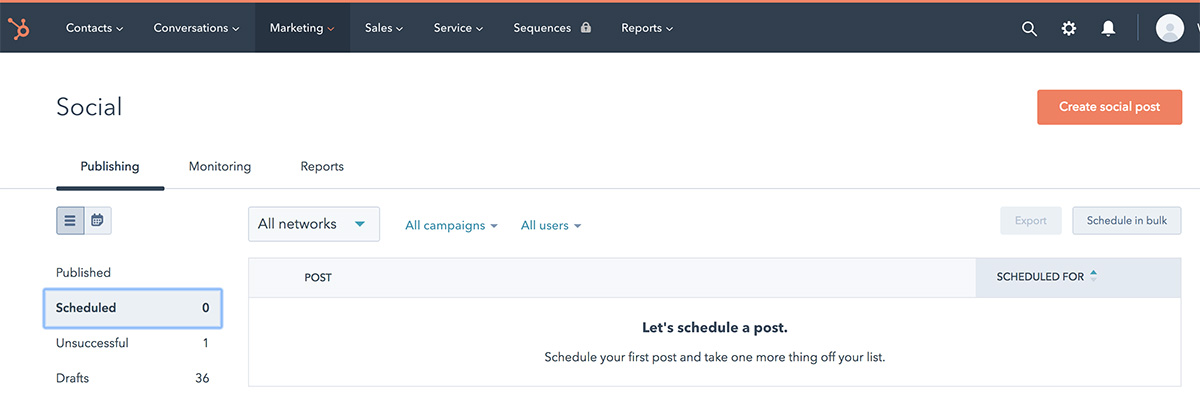 Contacts Conversations Marketing Sales Service Sequences Reports
Social
Create social post
Publishing Monitoring Reports
All networks All campaigns All users Export Schedule in bulk
Published
Scheduled 0
Unsuccessful 1
Drafts 36
POST SCHEDULED FOR
Let's schedule a post.
Schedule your first post and take one more thing off your list.